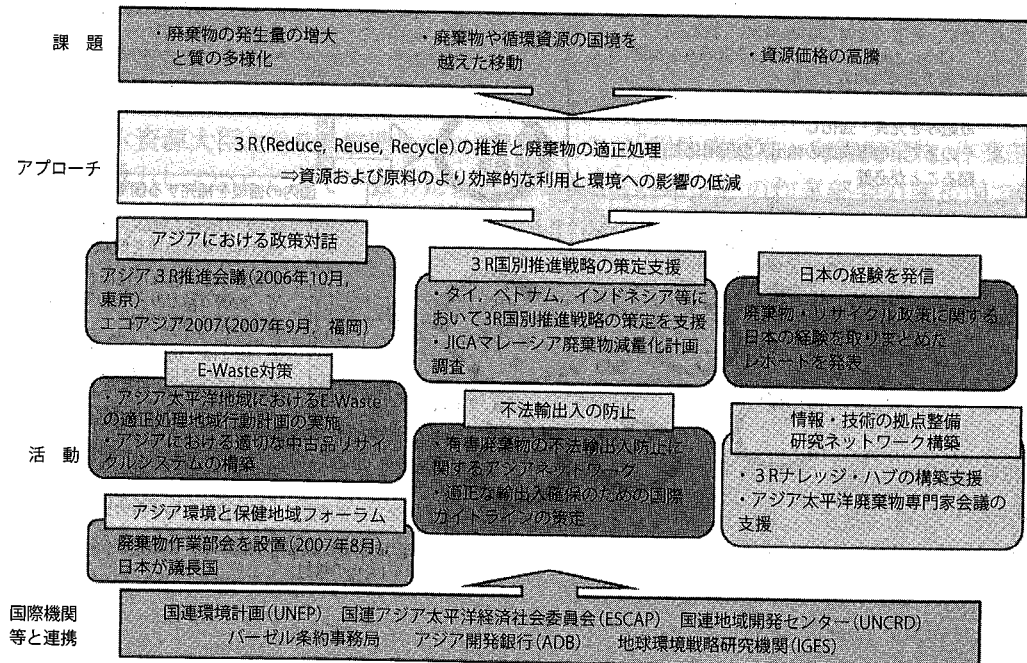 課題
・廃棄物の発生量の増大
と質の多様化
・廃棄物や循環資源の国境を
越えた移動
・資源価格の高騰
アプローチ
3R(Reduce, Reuse, Recycle)の推進と廃棄物の適正処理
⇒資源および原料のより効率的な利用と環境への影響の低減
活動
アジアにおける政策対話
アジア3R推進会議(2006年10月,
東京)
エコアジア2007(2007年9月, 福岡)
E-Waste対策
・アジア太平洋地域におけるE-Waste
の適正処理地域行動計画の実施
・アジアにおける適切な中古品リサイ
クルシステムの構築
アジア環境と保健地域フォーラム
廃棄物作業部会を設置(2007年8月),
日本が議長国
3R国別推進戦略の策定支援
・タイ, ベトナム, インドネシア等に
おいて3R国別推進戦略の策定を支援
・JICAマレーシア廃棄物減量化計画
調査
不法輸出入の防止
・有害廃棄物の不法輸出入防止に
関するアジアネットワーク
・適正な輸出入確保のための国際
ガイドラインの策定
日本の経験を発信
廃棄物・リサイクル政策に関する
日本の経験を取りまとめた
レポートを発表
情報・技術の拠点整備
研究ネットワーク構築
・3Rナレッジ・ハブの構築支援
・アジア太平洋廃棄物専門家会議の
支援
国際機関
等と連携
国連環境計画(UNEP) 国連アジア太平洋経済社会委員会(ESCAP) 国連地域開発センター(UNCRD)
バーゼル条約事務局 アジア開発銀行(ADB) 地球環境戦略研究機関(IGES)